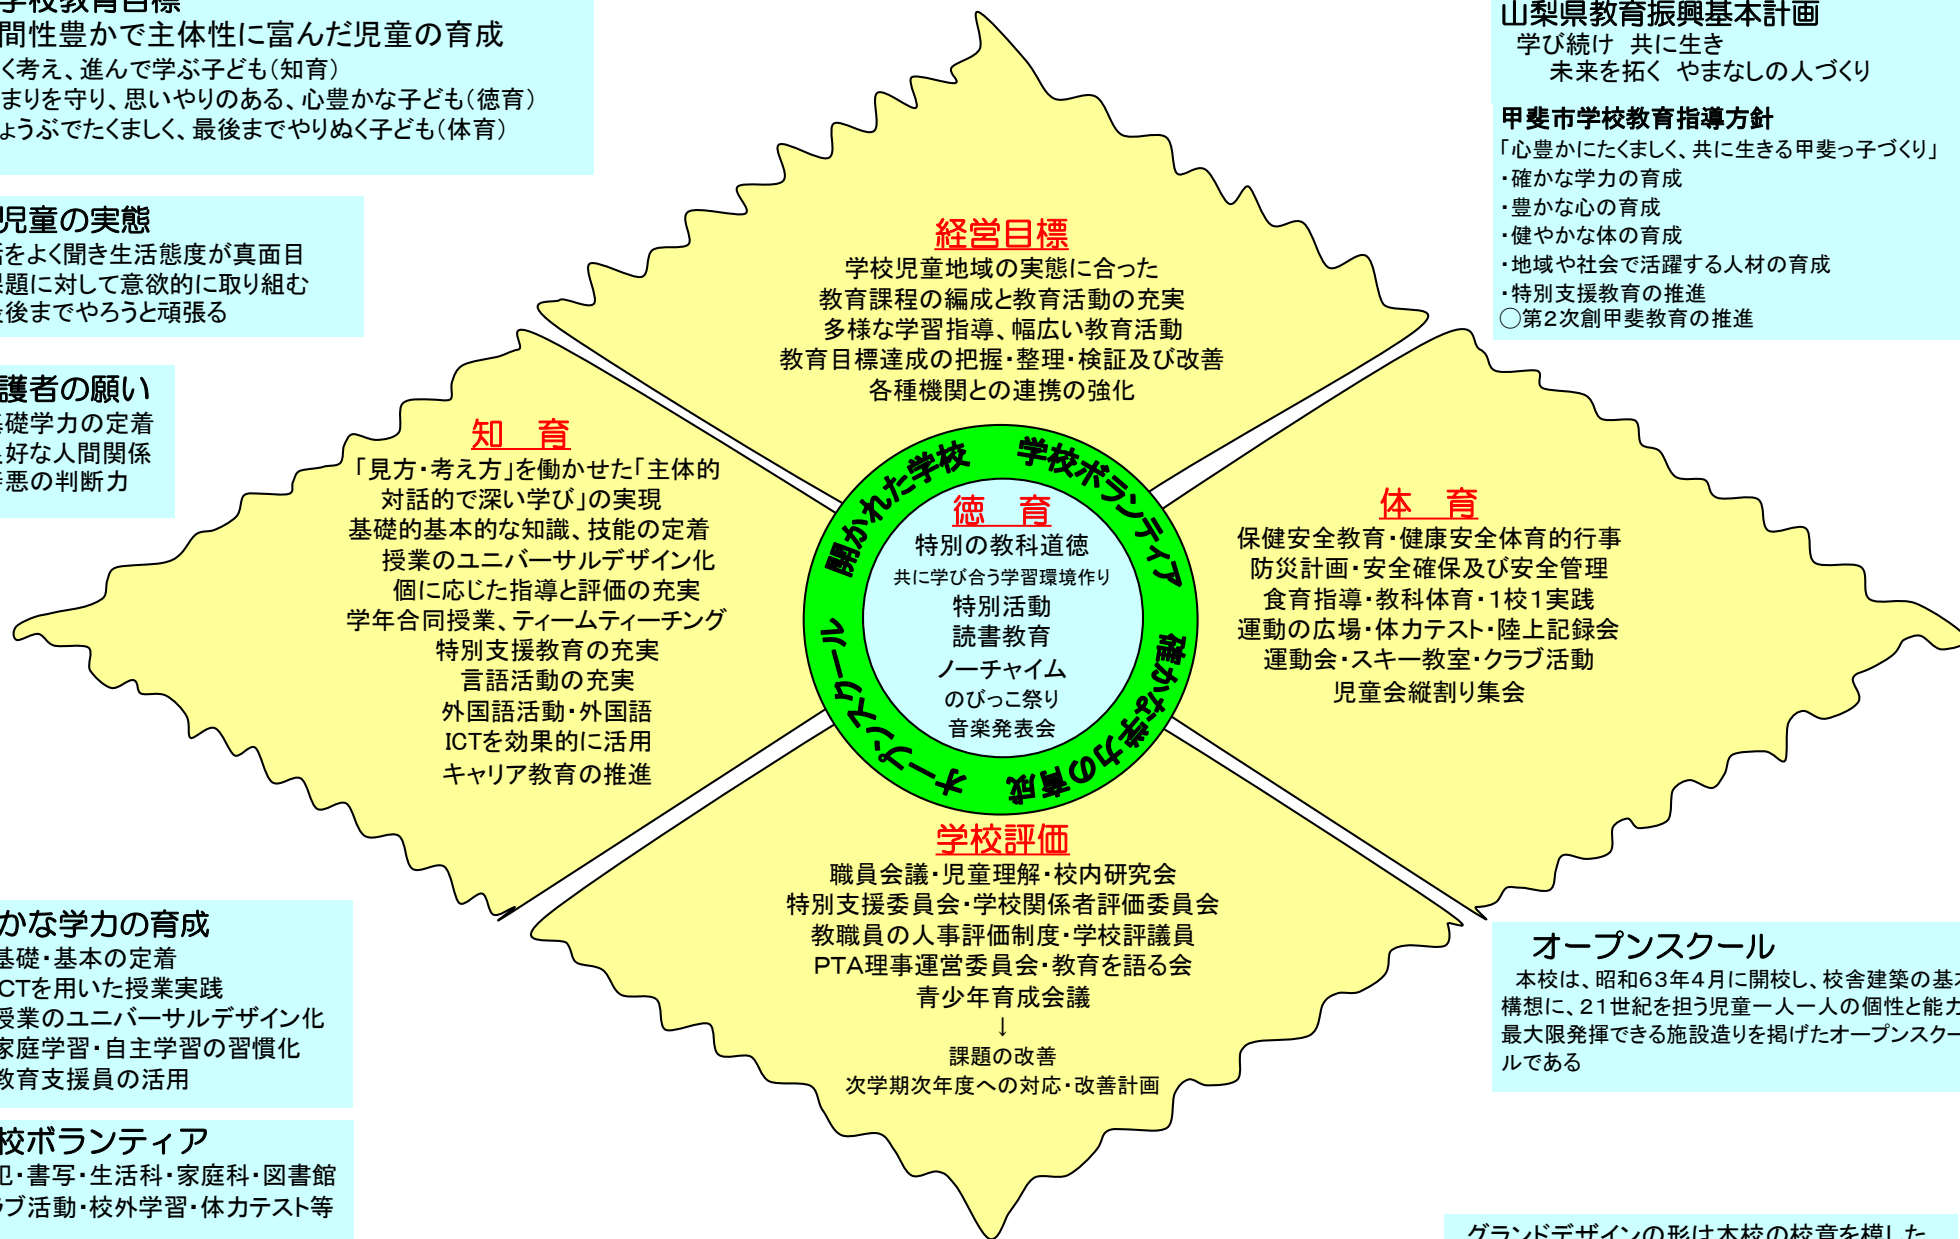 学校教育目標
間性豊かで主体性に富んだ児童の育成
く考え、進んで学ぶ子ども（知育）
まりを守り、思いやりのある、心豊かな子ども（徳育）
ょうぶでたくましく、最後までやりぬく子ども（体育）
児童の実態
話をよく聞き生活態度が真面目
課題に対して意欲的に取り組む
最後までやろうと頑張る
護者の願い
基礎学力の定着
良好な人間関係
善悪の判断力
山梨県教育振興基本計画
学び続け 共に生き
未来を拓く やまなしの人づくり
甲斐市学校教育指導方針
「心豊かにたくましく、共に生きる甲斐っ子づくり」
・確かな学力の育成
・豊かな心の育成
・健やかな体の育成
・地域や社会で活躍する人材の育成
・特別支援教育の推進
○第2次創甲斐教育の推進
経営目標
学校児童地域の実態に合った
教育課程の編成と教育活動の充実
多様な学習指導、幅広い教育活動
教育目標達成の把握・整理・検証及び改善
各種機関との連携の強化
知 育
「見方・考え方」を働かせた「主体的
対話的で深い学び」の実現
基礎的基本的な知識、技能の定着
授業のユニバーサルデザイン化
個に応じた指導と評価の充実
学年合同授業、ティームティーチング
特別支援教育の充実
言語活動の充実
外国語活動・外国語
ICTを効果的に活用
キャリア教育の推進
開かれた学校
学校ボランティア
確かな学力の育成
オープンスクール
徳 育
特別の教科道徳
共に学び合う学習環境作り
特別活動
読書教育
ノーチャイム
のびっこ祭り
音楽発表会
体 育
保健安全教育・健康安全体育的行事
防災計画・安全確保及び安全管理
食育指導・教科体育・1校1実践
運動の広場・体力テスト・陸上記録会
運動会・スキー教室・クラブ活動
児童会縦割り集会
学校評価
職員会議・児童理解・校内研究会
特別支援委員会・学校関係者評価委員会
教職員の人事評価制度・学校評議員
PTA理事運営委員会・教育を語る会
青少年育成会議
↓
課題の改善
次学期次年度への対応・改善計画
かな学力の育成
基礎・基本の定着
ICTを用いた授業実践
授業のユニバーサルデザイン化
家庭学習・自主学習の習慣化
教育支援員の活用
校ボランティア
犯・書写・生活科・家庭科・図書館
ラブ活動・校外学習・体力テスト等
オープンスクール
本校は、昭和63年4月に開校し、校舎建築の基本
構想に、21世紀を担う児童一人一人の個性と能力
最大限発揮できる施設造りを掲げたオープンスクー
ルである
グランドデザインの形は本校の校章を模した